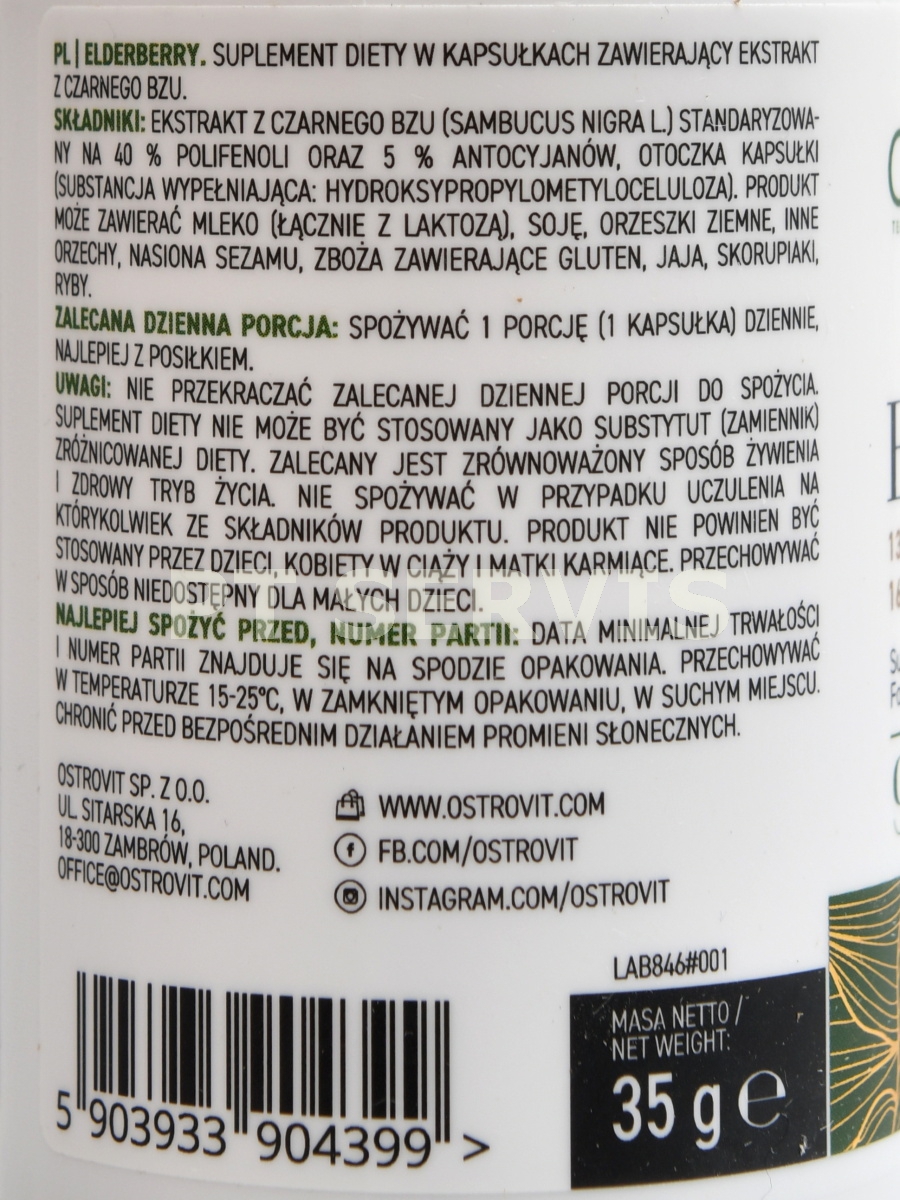 PL | ELDERBERRY. SUPLEMENT DIETY W KAPSUŁKACH ZAWIERAJĄCY EKSTRAKT
Z CZARNEGO BZU.
SKŁADNIKI: EKSTRAKT Z CZARNEGO BZU (SAMBUCUS NIGRA L.) STANDARYZOWA-
NY NA 40 % POLIFENOLI ORAZ 5 % ANTOCYJANÓW, OTOCZKA KAPSUŁKI
(SUBSTANCJA WYPEŁNIAJĄCA: HYDROKSYPROPYLOMETYLOCELULOZA). PRODUKT
MOŻE ZAWIERAĆ MLEKO (ŁĄCZNIE Z LAKTOZĄ), SOJĘ, ORZESZKI ZIEMNE, INNE
ORZECHY, NASIONA SEZAMU, ZBOŻA ZAWIERAJĄCE GLUTEN, JAJA, SKORUPIAKI,
RYBY.
ZALECANA DZIENNA PORCJA: SPOŻYWAĆ 1 PORCJĘ (1 KAPSUŁKA) DZIENNIE,
NAJLEPIEJ Z POSIŁKIEM.
UWAGI: NIE PRZEKRACZAĆ ZALECANEJ DZIENNEJ PORCJI DO SPOŻYCIA.
SUPLEMENT DIETY NIE MOŻE BYĆ STOSOWANY JAKO SUBSTYTUT (ZAMIENNIK)
ZRÓŻNICOWANEJ DIETY. ZALECANY JEST ZRÓWNOWAŻONY SPOSÓB ŻYWIENIA
I ZDROWY TRYB ŻYCIA. NIE SPOŻYWAĆ W PRZYPADKU UCZULENIA NA
KTÓRYKOLWIEK ZE SKŁADNIKÓW PRODUKTU. PRODUKT NIE POWINIEN BYĆ
STOSOWANY PRZEZ DZIECI, KOBIETY W CIĄŻY I MATKI KARMIĄCE. PRZECHOWYWAĆ
W SPOSÓB NIEDOSTĘPNY DLA MAŁYCH DZIECI.
NAJLEPIEJ SPOŻYĆ PRZED, NUMER PARTII: DATA MINIMALNEJ TRWAŁOŚCI
I NUMER PARTII ZNAJDUJE SIĘ NA SPODZIE OPAKOWANIA. PRZECHOWYWAĆ
W TEMPERATURZE 15-25°C, W ZAMKNIĘTYM OPAKOWANIU, W SUCHYM MIEJSCU.
CHRONIĆ PRZED BEZPOŚREDNIM DZIAŁANIEM PROMIENI SŁONECZNYCH.
OSTROVIT SP. Z O.O.
UL. SITARSKA 16,
18-300 ZAMBRÓW, POLAND.
OFFICE@OSTROVIT.COM
WWW.OSTROVIT.COM
FB.COM/OSTROVIT
INSTAGRAM.COM/OSTROVIT
LAB846#001
MASA NETTO /
NET WEIGHT:
35 g ℮
5 903933 904399 >